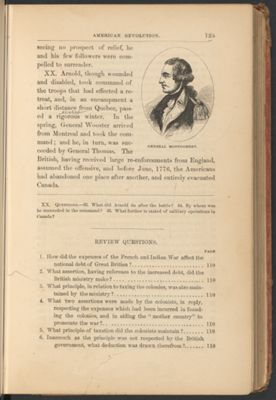 AMERICAN REVOLUTION. 125
seeing no prospect of relief, he
and his few followers were com-
pelled to surrender.
XX. Arnold, though wounded
and disabled, took command of
the troops that had effected a re-
treat, and, in an encampment a
short distance from Quebec, pass-
ed a rigorous winter. In the
spring, General Wooster arrived
from Montreal and took the com-
mand; and he, in turn, was suc-
ceeded by General Thomas. The
GENERAL MONTGOMERY.
British, having received large re-enforcements from England,
assumed the offensive, and before June, 1776, the Americans
had abandoned one place after another, and entirely evacuated
Canada.
XX. QUESTIONS. What did Arnold do after the battle? By whom was
he succeeded in the command? What further is stated of military operations in
Canada?
REVIEW QUESTIONS.
PAGE
1. How did the expenses of the French and Indian War affect the
national debt of Great Britain? 110
2. What assertion, having reference to the increased debt, did the
British ministry make? 110
3. What principle, in relation to taxing the colonies, was also main-
tained by the ministry? 110
4. What two assertions were made by the colonists, in reply,
respecting the expenses which had been incurred in found-
ing the colonies, and in aiding the "mother country" to
prosecute the war? 110
5. What principle of taxation did the colonists maintain? 110
6. Inasmuch as the principle was not respected by the British
government, what deduction was drawn therefrom? 110